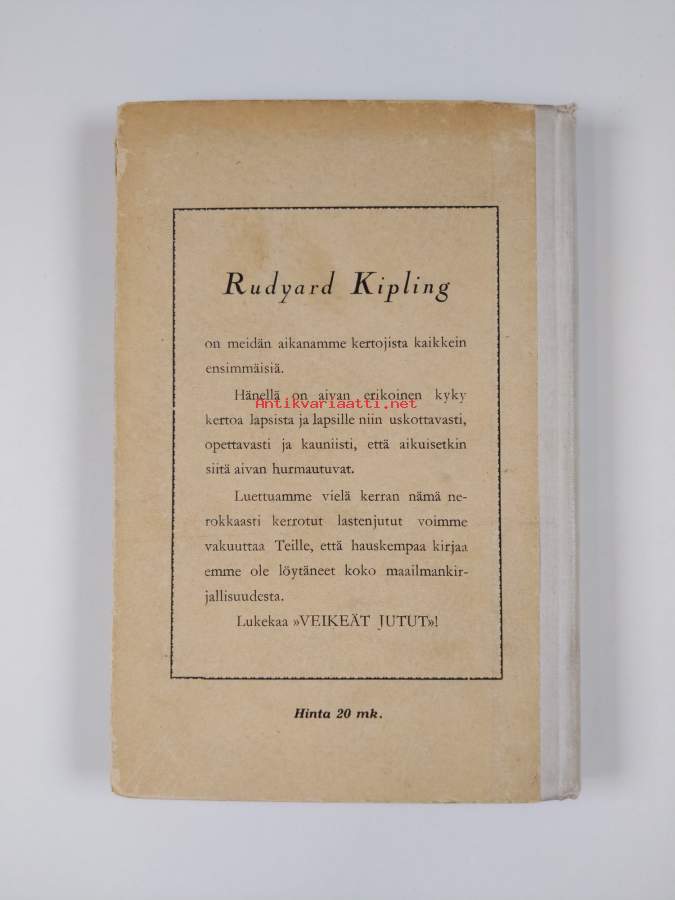 Rudyard Kipling
on meidän aikanamme kertojista kaikkein
ensimmäisiä.
Hänellä on aivan erikoinen kyky
Antikvariaatti.net
kertoa lapsista ja lapsille niin uskottavasti,
opettavasti ja kauniisti, että aikuisetkin
siitä aivan hurmautuvat.
Luettuamme vielä kerran nämä ne-
rokkaasti kerrotut lastenjutut voimme
vakuuttaa Teille, että hauskempaa kirjaa
emme ole löytäneet koko maailmankir-
jallisuudesta.
Lukekaa »VEIKEÄT JUTUT»!
Hinta 20 mk.